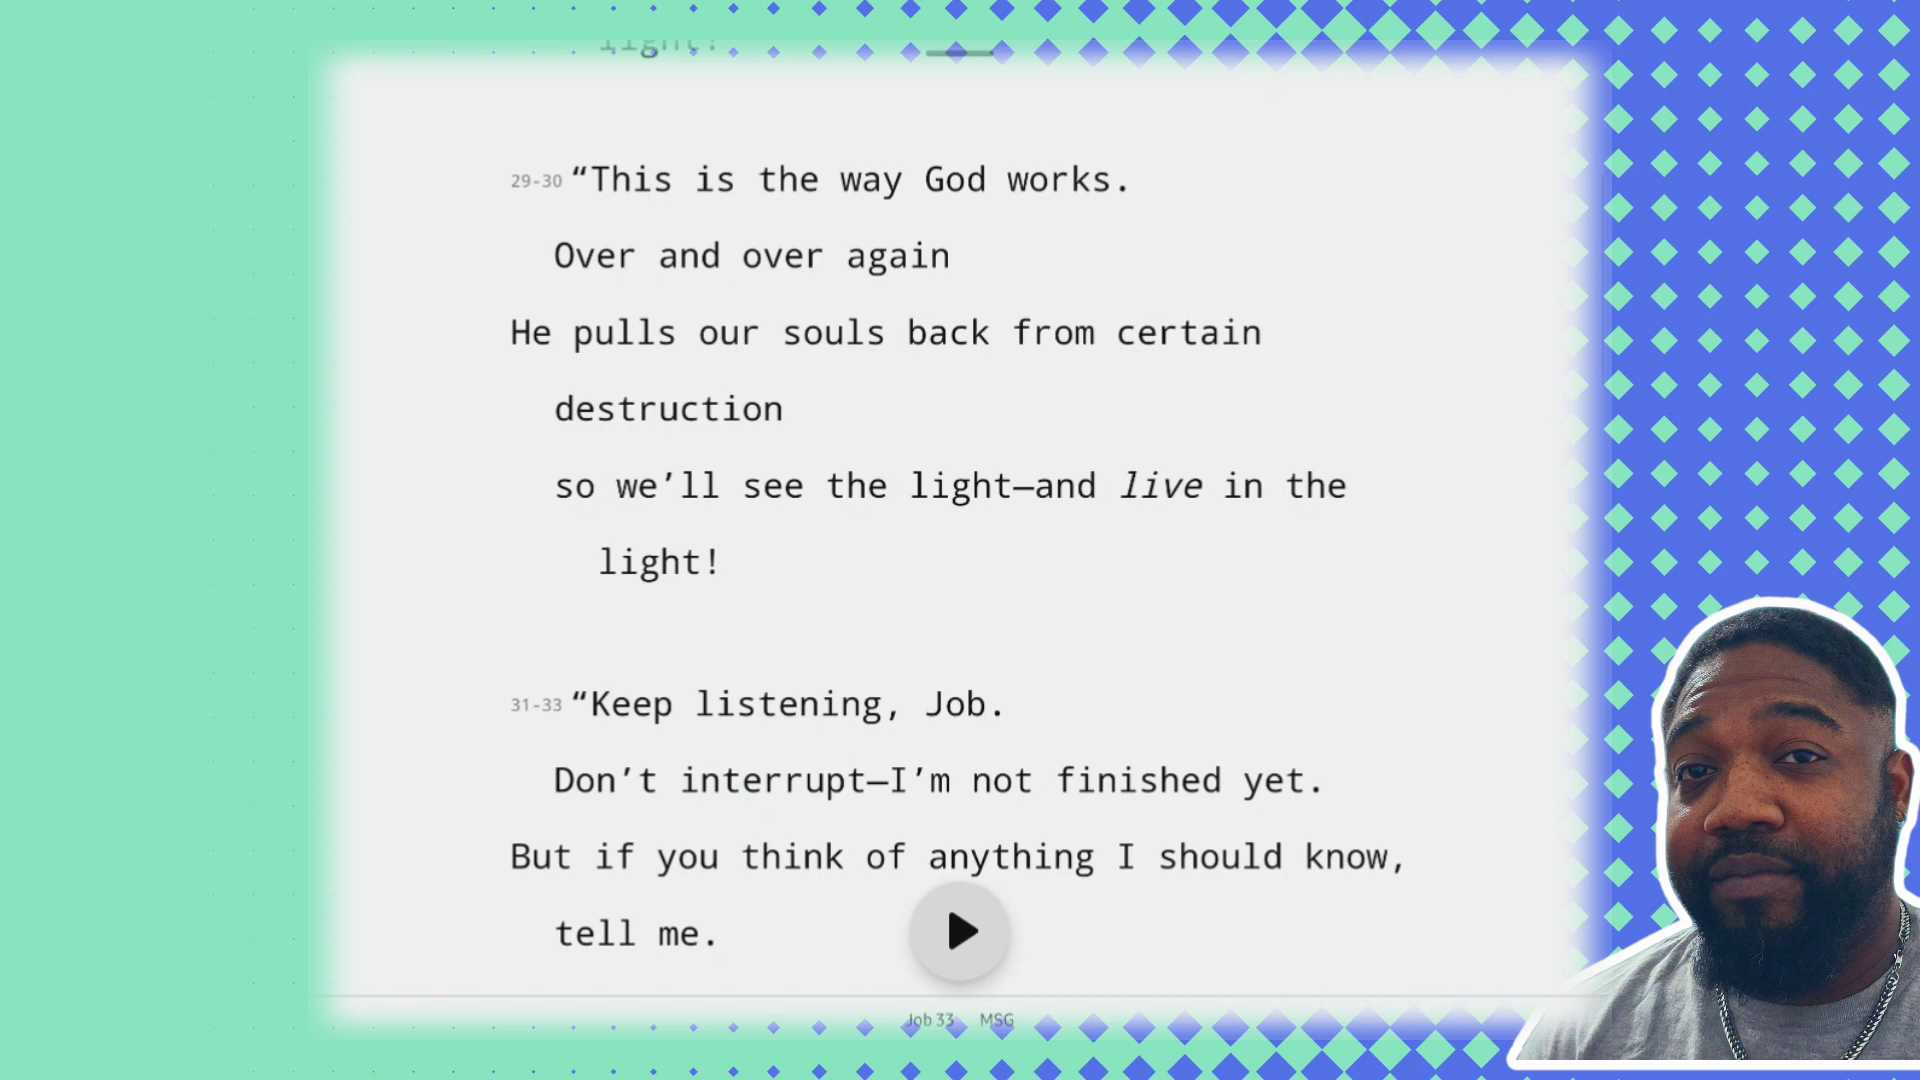 light!
29-30 “This is the way God works.
Over and over again
He pulls our souls back from certain
destruction
so we’ll see the light—and live in the
light!
31-33 “Keep listening, Job.
Don’t interrupt—I’m not finished yet.
But if you think of anything I should know,
tell me.
Job 33 MSG